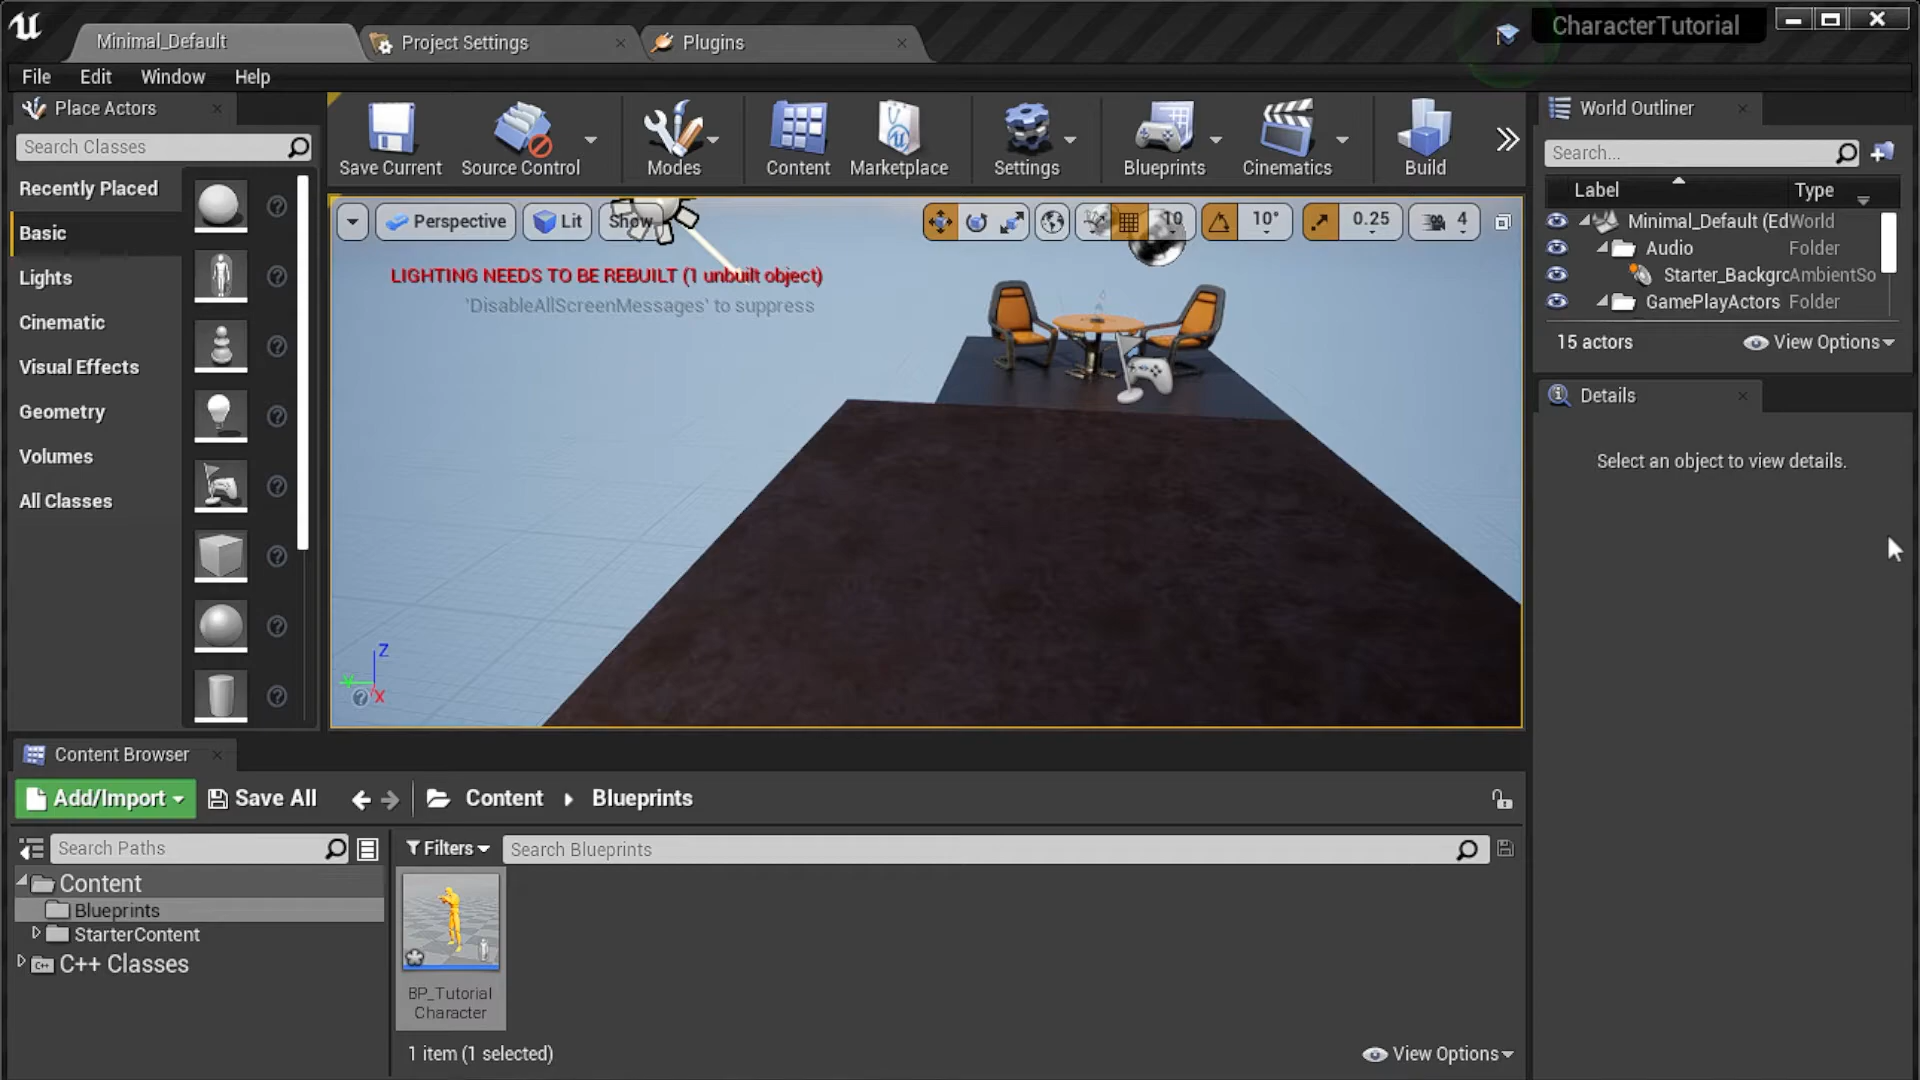 Minimal_Default
Project Settings
Plugins
CharacterTutorial
File Edit Window Help
Place Actors
Search Classes
Recently Placed
Basic
Lights
Cinematic
Visual Effects
Geometry
Volumes
All Classes
Save Current
Source Control
Modes
Content
Marketplace
Settings
Blueprints
Cinematics
Build
Perspective
Lit
Show
10
10°
0.25
4
LIGHTING NEEDS TO BE REBUILT (1 unbuilt object)
'DisableAllScreenMessages' to suppress
Z
Y
X
World Outliner
Search...
Label Type
Minimal_Default (Ed World
Audio Folder
Starter_Backgrc AmbientSo
GamePlayActors Folder
15 actors
View Options
Details
Select an object to view details.
Content Browser
Add/Import
Save All
Content
Blueprints
Search Paths
Filters
Search Blueprints
Content
Blueprints
StarterContent
C++ Classes
BP_Tutorial
Character
1 item (1 selected)
View Options